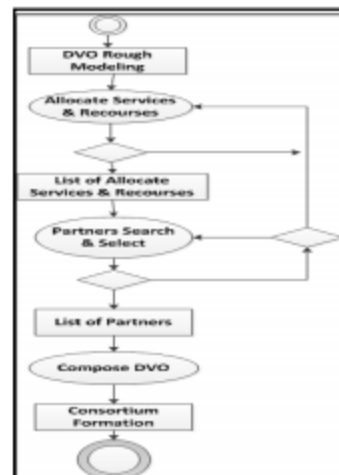 DVO Rough
Modeling
Allocate Services
& Recourses
List of Allocate
Services & Recourses
Partners Search
& Select
List of Partners
Compose DVO
Consortium
Formation